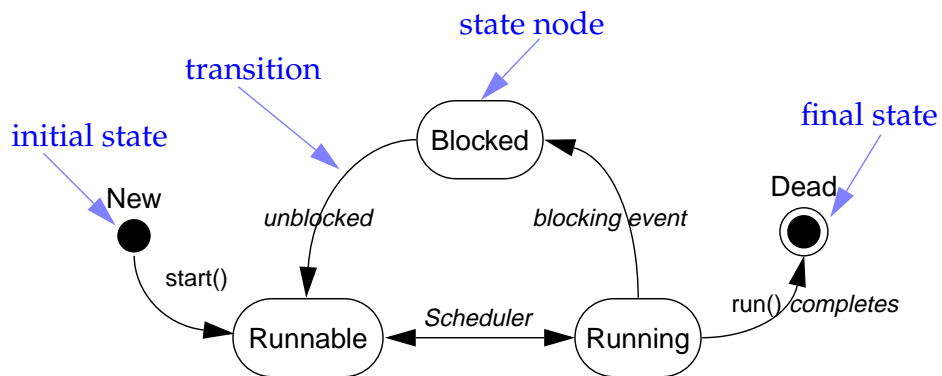 state node
transition
final state
initial state
Blocked
New
Dead
unblocked
blocking event
start()
Scheduler
run() completes
Runnable
Running